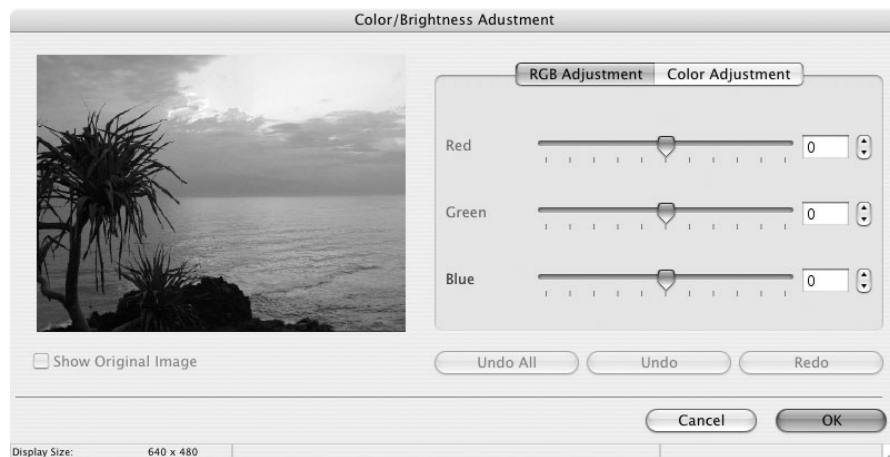 Color/Brightness Adustment
RGB Adjustment Color Adjustment
Red 0
Green 0
Blue 0
Show Original Image
Undo All Undo Redo
Cancel OK
Display Size: 640 x 480